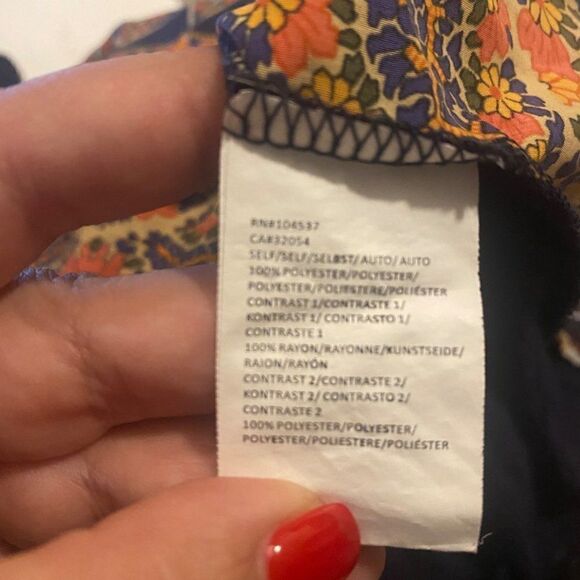 RN#104537
CA#32054
SELF/SELF/SELBST/AUTO/AUTO
100% POLYESTER/POLYESTER/
POLYESTER/POLIESTERE/POLIÉSTER
CONTRAST 1/CONTRASTE 1/
KONTRAST 1/ CONTRASTO 1/
CONTRASTE 1
100% RAYON/RAYONNE/KUNSTSEIDE/
RAION/RAYÓN
CONTRAST 2/CONTRASTE 2/
KONTRAST 2/ CONTRASTO 2/
CONTRASTE 2
100% POLYESTER/POLYESTER/
POLYESTER/POLIESTERE/POLIÉSTER